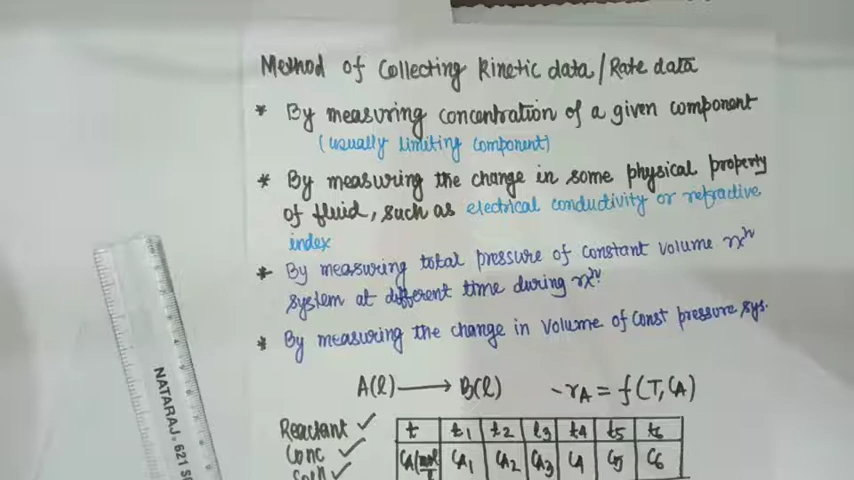 Method of Collecting Kinetic data/Rate data
* By measuring concentration of a given component
(usually limiting component)
* By measuring the change in some physical property
of fluid, such as electrical conductivity or refractive
index
* By measuring total pressure of constant volume rxⁿ
system at different time during rxⁿ.
* By measuring the change in volume of const pressure sys.
A(l) ⟶ B(l) -rA = f(T, CA)
Reactant ✓
Conc ✓
t t1 t2 t3 t4 t5 t6
CA1 CA2 CA3 C4 C5 C6
NATARAJ 621